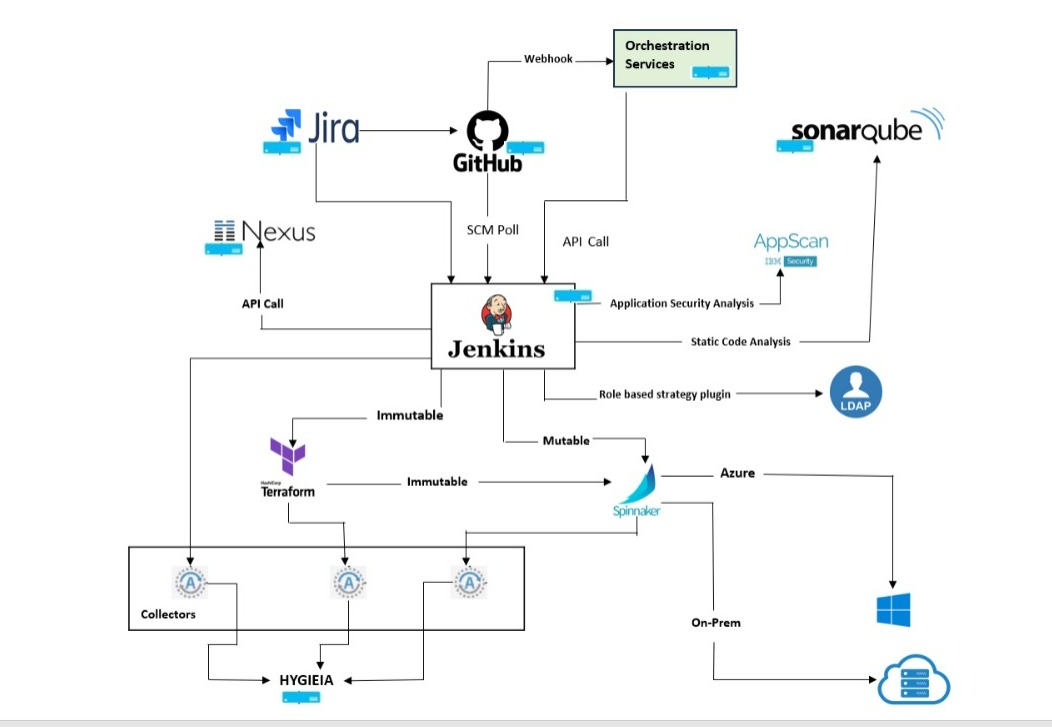 Orchestration
Services
Webhook
Jira
GitHub
sonarqube
Nexus
SCM Poll
API Call
AppScan
IBM Security
API Call
Application Security Analysis
Jenkins
Static Code Analysis
Role based strategy plugin
LDAP
Immutable
Mutable
HashiCorp
Terraform
Immutable
Spinnaker
Azure
A
A
A
Collectors
On-Prem
HYGIEIA